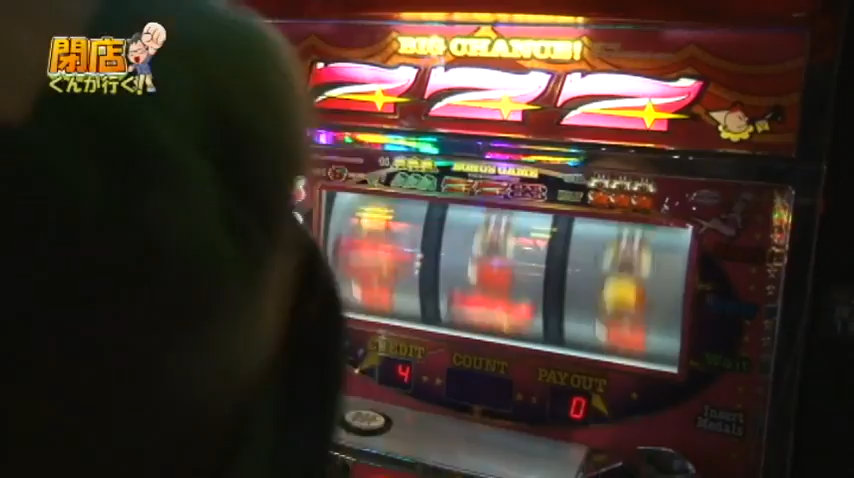 閉店
くんが行く!
BIG CHANCE!
777
BONUS GAME
CREDIT
COUNT
PAY OUT
4
0
Wait
Insert
Medals